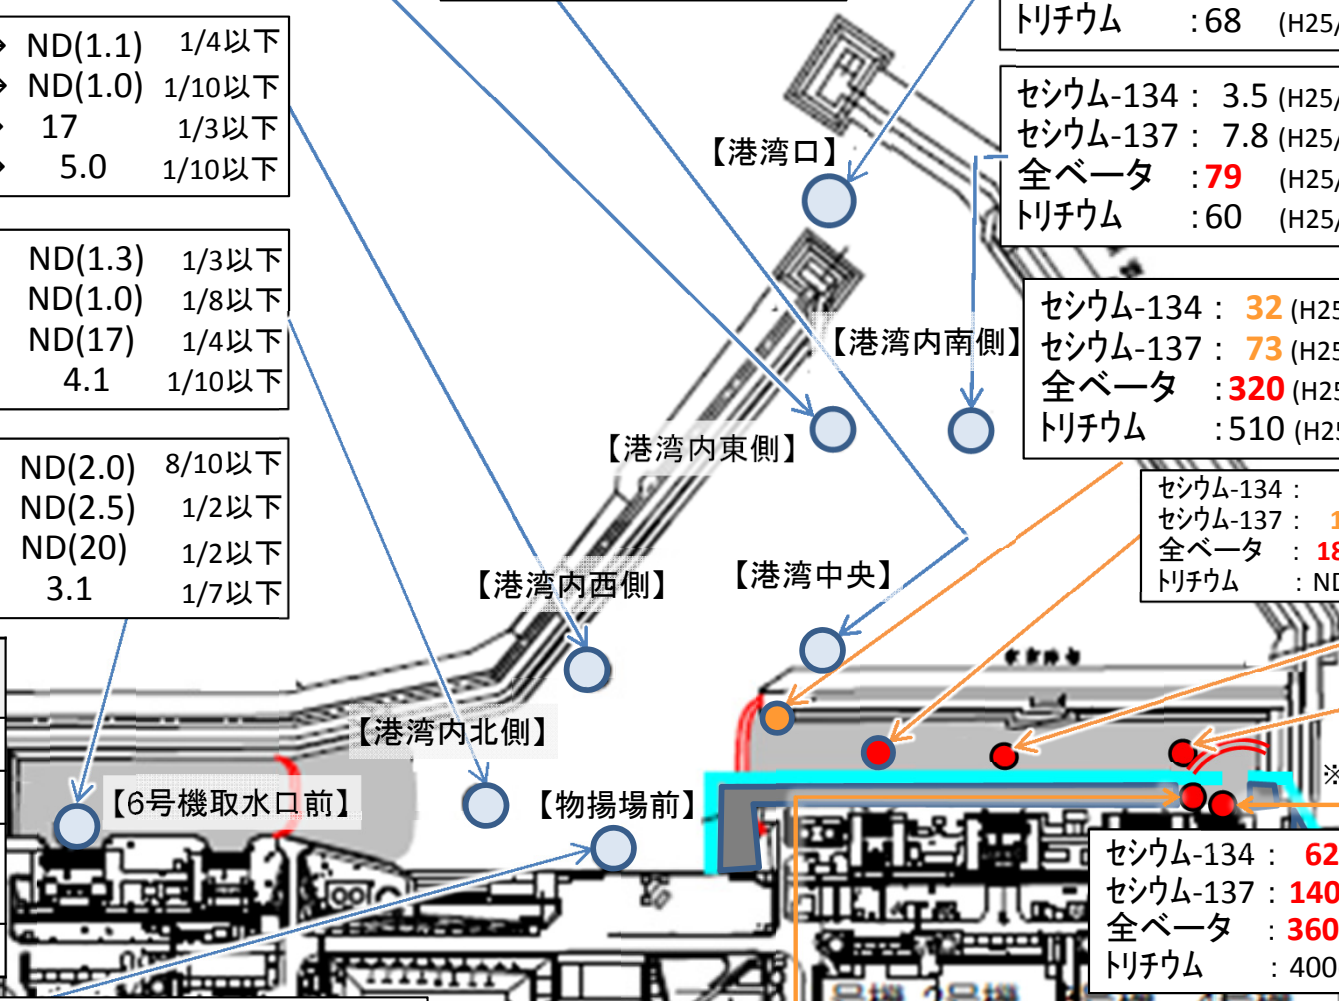 → ND(1.1) 1/4以下
→ ND(1.0) 1/10以下
→ 17 1/3以下
→ 5.0 1/10以下
ND(1.3) 1/3以下
ND(1.0) 1/8以下
ND(17) 1/4以下
4.1 1/10以下
ND(2.0) 8/10以下
ND(2.5) 1/2以下
ND(20) 1/2以下
3.1 1/7以下
トリチウム :68 (H25/
セシウム-134 : 3.5 (H25/
セシウム-137 : 7.8 (H25/
全ベータ :79 (H25/
トリチウム :60 (H25/
セシウム-134 : 32 (H25
セシウム-137 : 73 (H25
全ベータ :320 (H25
トリチウム :510 (H25
セシウム-134 :
セシウム-137 : 1
全ベータ : 18
トリチウム : ND
【港湾口】
【港湾内南側】
【港湾内東側】
【港湾内西側】
【港湾中央】
【港湾内北側】
【6号機取水口前】
【物揚場前】
※
セシウム-134 : 62
セシウム-137 : 140
全ベータ : 360
トリチウム : 400